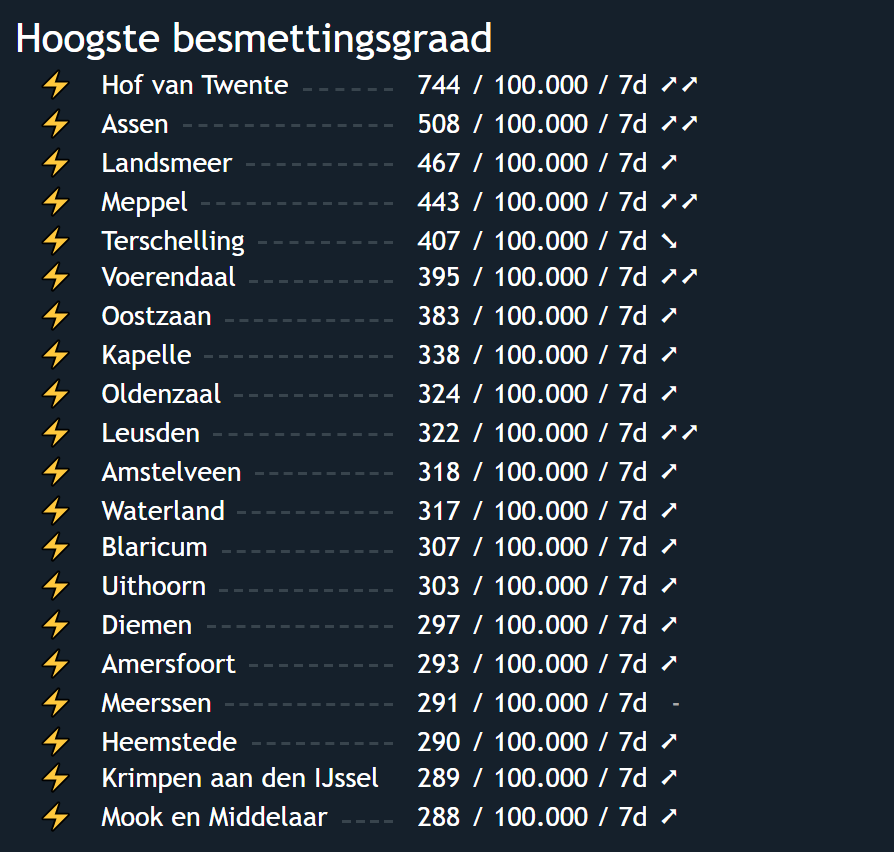 Hoogste besmettingsgraad
⚡ Hof van Twente ------ 744 / 100.000 / 7d ➚➚
⚡ Assen -------------- 508 / 100.000 / 7d ➚➚
⚡ Landsmeer ---------- 467 / 100.000 / 7d ➚
⚡ Meppel ------------- 443 / 100.000 / 7d ➚➚
⚡ Terschelling --------- 407 / 100.000 / 7d ➘
⚡ Voerendaal ---------- 395 / 100.000 / 7d ➚➚
⚡ Oostzaan ----------- 383 / 100.000 / 7d ➚
⚡ Kapelle ------------- 338 / 100.000 / 7d ➚
⚡ Oldenzaal ----------- 324 / 100.000 / 7d ➚
⚡ Leusden ------------ 322 / 100.000 / 7d ➚➚
⚡ Amstelveen --------- 318 / 100.000 / 7d ➚
⚡ Waterland ---------- 317 / 100.000 / 7d ➚
⚡ Blaricum ------------ 307 / 100.000 / 7d ➚
⚡ Uithoorn ------------ 303 / 100.000 / 7d ➚
⚡ Diemen ------------- 297 / 100.000 / 7d ➚
⚡ Amersfoort ---------- 293 / 100.000 / 7d ➚
⚡ Meerssen ----------- 291 / 100.000 / 7d -
⚡ Heemstede ---------- 290 / 100.000 / 7d ➚
⚡ Krimpen aan den IJssel 289 / 100.000 / 7d ➚
⚡ Mook en Middelaar ---- 288 / 100.000 / 7d ➚